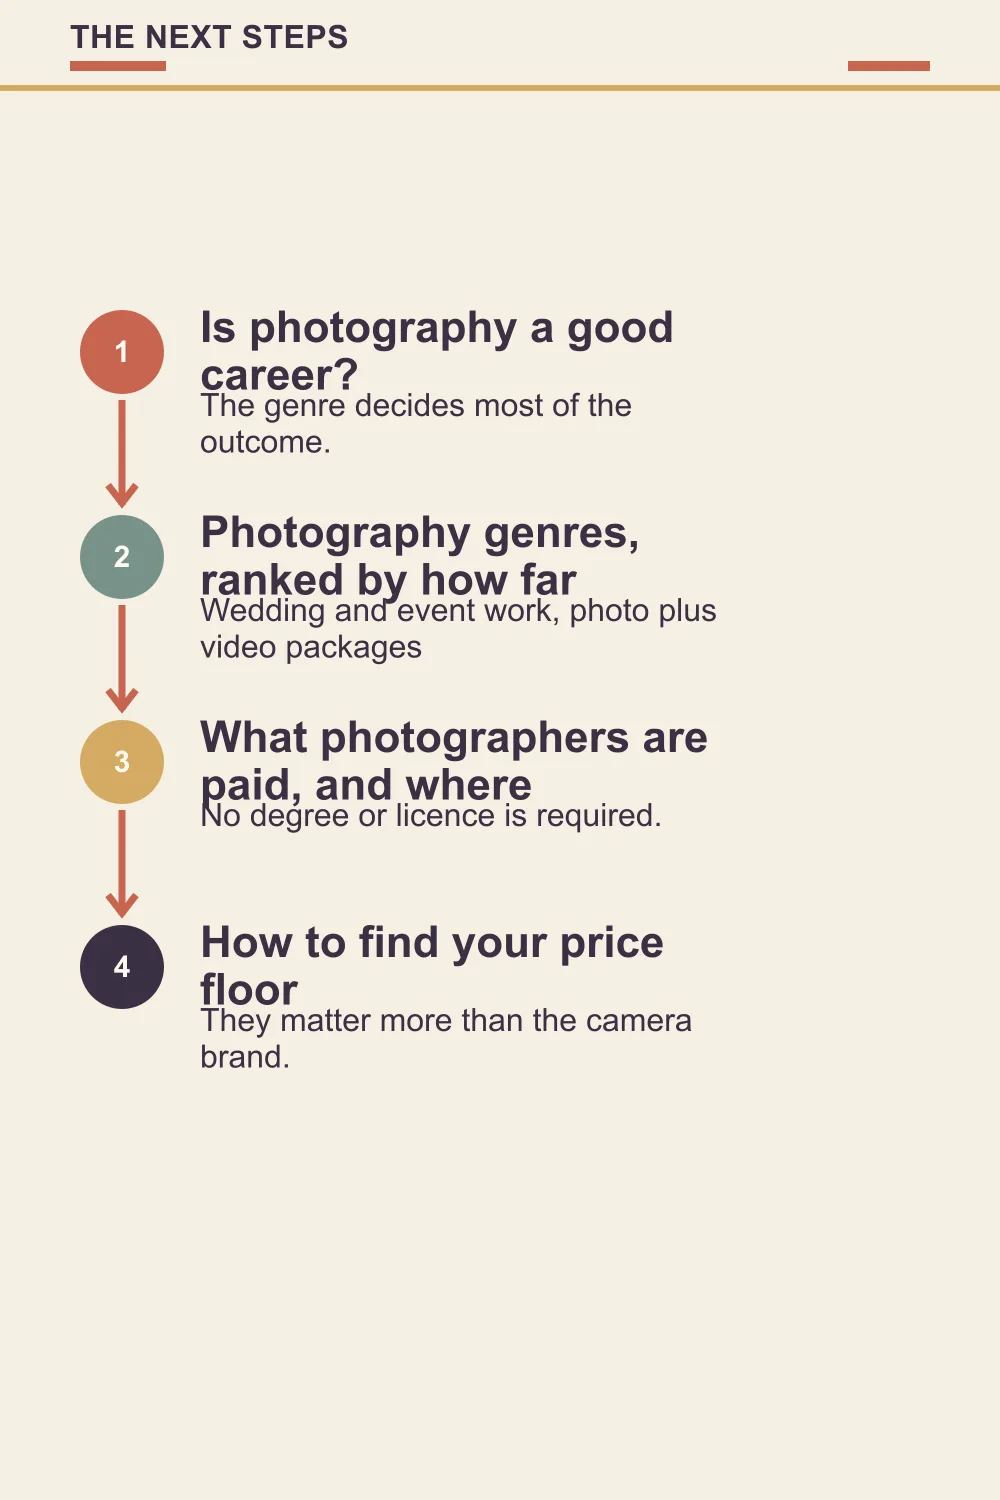 THE NEXT STEPS
1
Is photography a good
career?
The genre decides most of the
outcome.
2
Photography genres,
ranked by how far
Wedding and event work, photo plus
video packages
3
What photographers are
paid, and where
No degree or licence is required.
4
How to find your price
floor
They matter more than the camera
brand.